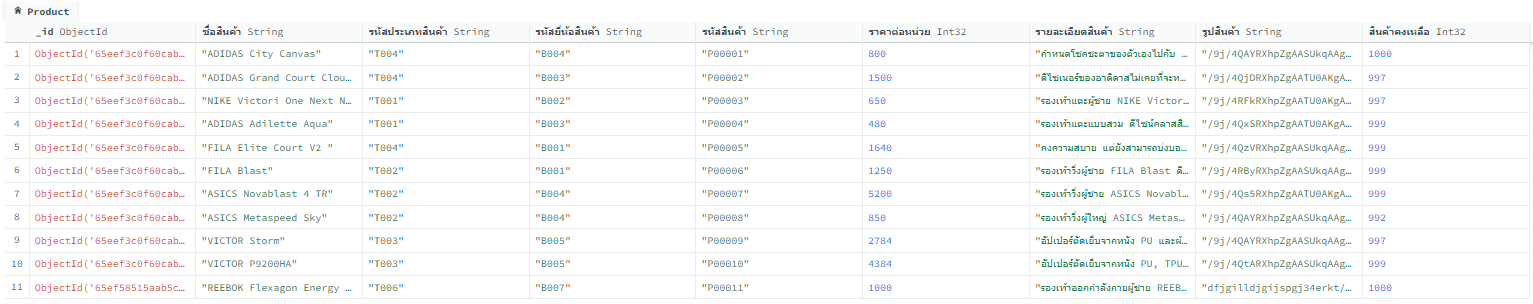 Product
_id ObjectId ชื่อสินค้า String รหัสประเภทสินค้า String รหัสยี่ห้อสินค้า String รหัสสินค้า String ราคาต่อหน่วย Int32 รายละเอียดสินค้า String รูปสินค้า String สินค้าคงเหลือ Int32
1 ObjectId('65eef3c0f60cab… "ADIDAS City Canvas" "T004" "B004" "P00001" 800 "กำหนดโชคชะตาของตัวเองไปกับ … "/9j/4QAYRXhpZgAASUkqAAg… 1000
2 ObjectId('65eef3c0f60cab… "ADIDAS Grand Court Clou… "T004" "B003" "P00002" 1500 "ดีไซเนอร์ของอาดิดาสไม่เคยที่จะห… "/9j/4QjDRXhpZgAATU0AKgA… 997
3 ObjectId('65eef3c0f60cab… "NIKE Victori One Next N… "T001" "B002" "P00003" 650 "รองเท้าแตะผู้ชาย NIKE Victor… "/9j/4RFkRXhpZgAATU0AKgA… 997
4 ObjectId('65eef3c0f60cab… "ADIDAS Adilette Aqua" "T001" "B003" "P00004" 480 "รองเท้าแตะแบบสวม ดีไซน์คลาสสิ… "/9j/4QxSRXhpZgAATU0AKgA… 999
5 ObjectId('65eef3c0f60cab… "FILA Elite Court V2 " "T004" "B001" "P00005" 1640 "คงความสบาย แต่ยังสามารถบ่งบอ… "/9j/4QzVRXhpZgAASUkqAAg… 999
6 ObjectId('65eef3c0f60cab… "FILA Blast" "T002" "B001" "P00006" 1250 "รองเท้าวิ่งผู้ชาย FILA Blast ดี… "/9j/4RByRXhpZgAASUkqAAg… 999
7 ObjectId('65eef3c0f60cab… "ASICS Novablast 4 TR" "T002" "B004" "P00007" 5200 "รองเท้าวิ่งผู้ชาย ASICS Novabl… "/9j/4Qs5RXhpZgAATU0AKgA… 999
8 ObjectId('65eef3c0f60cab… "ASICS Metaspeed Sky" "T002" "B004" "P00008" 850 "รองเท้าวิ่งผู้ใหญ่ ASICS Metas… "/9j/4QAYRXhpZgAASUkqAAg… 992
9 ObjectId('65eef3c0f60cab… "VICTOR Storm" "T003" "B005" "P00009" 2784 "อัปเปอร์ตัดเย็บจากหนัง PU และผ้… "/9j/4QAYRXhpZgAASUkqAAg… 997
10 ObjectId('65eef3c0f60cab… "VICTOR P9200HA" "T003" "B005" "P00010" 4384 "อัปเปอร์ตัดเย็บจากหนัง PU, TPU… "/9j/4QtARXhpZgAASUkqAAg… 999
11 ObjectId('65ef58515aab5c… "REEBOK Flexagon Energy … "T006" "B007" "P00011" 1000 "รองเท้าออกกำลังกายผู้ชาย REEB… "dfjgilldjgijspgj34erkt/… 1000